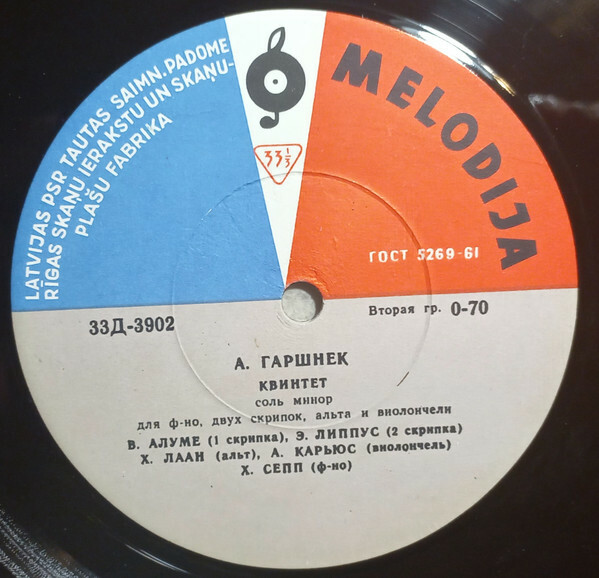 LATVIJAS PSR TAUTAS SAIMN. PADOME
RĪGAS SKAŅU IERAKSTU UN SKAŅU-
PLAŠU FABRIKA
MELODIJA
33⅓
ГОСТ 5269-61
33Д-3902
Вторая гр. 0-70
А. ГАРШНЕК
КВИНТЕТ
соль минор
для ф-но, двух скрипок, альта и виолончели
В. АЛУМЕ (1 скрипка), Э. ЛИППУС (2 скрипка)
Х. ЛААН (альт), А. КАРЬЮС (виолончель)
Х. СЕПП (ф-но)